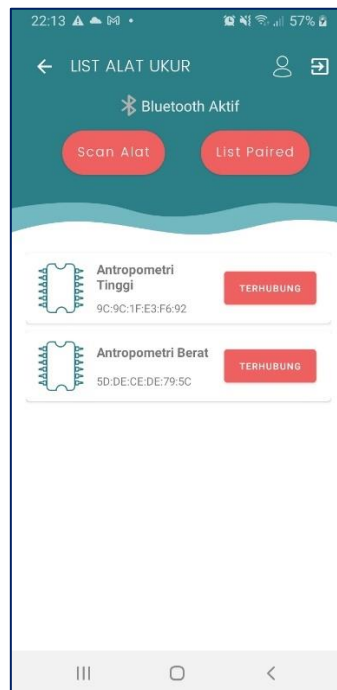 22:13
57%
LIST ALAT UKUR
Bluetooth Aktif
Scan Alat
List Paired
Antropometri
Tinggi
9C:9C:1F:E3:F6:92
TERHUBUNG
Antropometri Berat
5D:DE:CE:DE:79:5C
TERHUBUNG